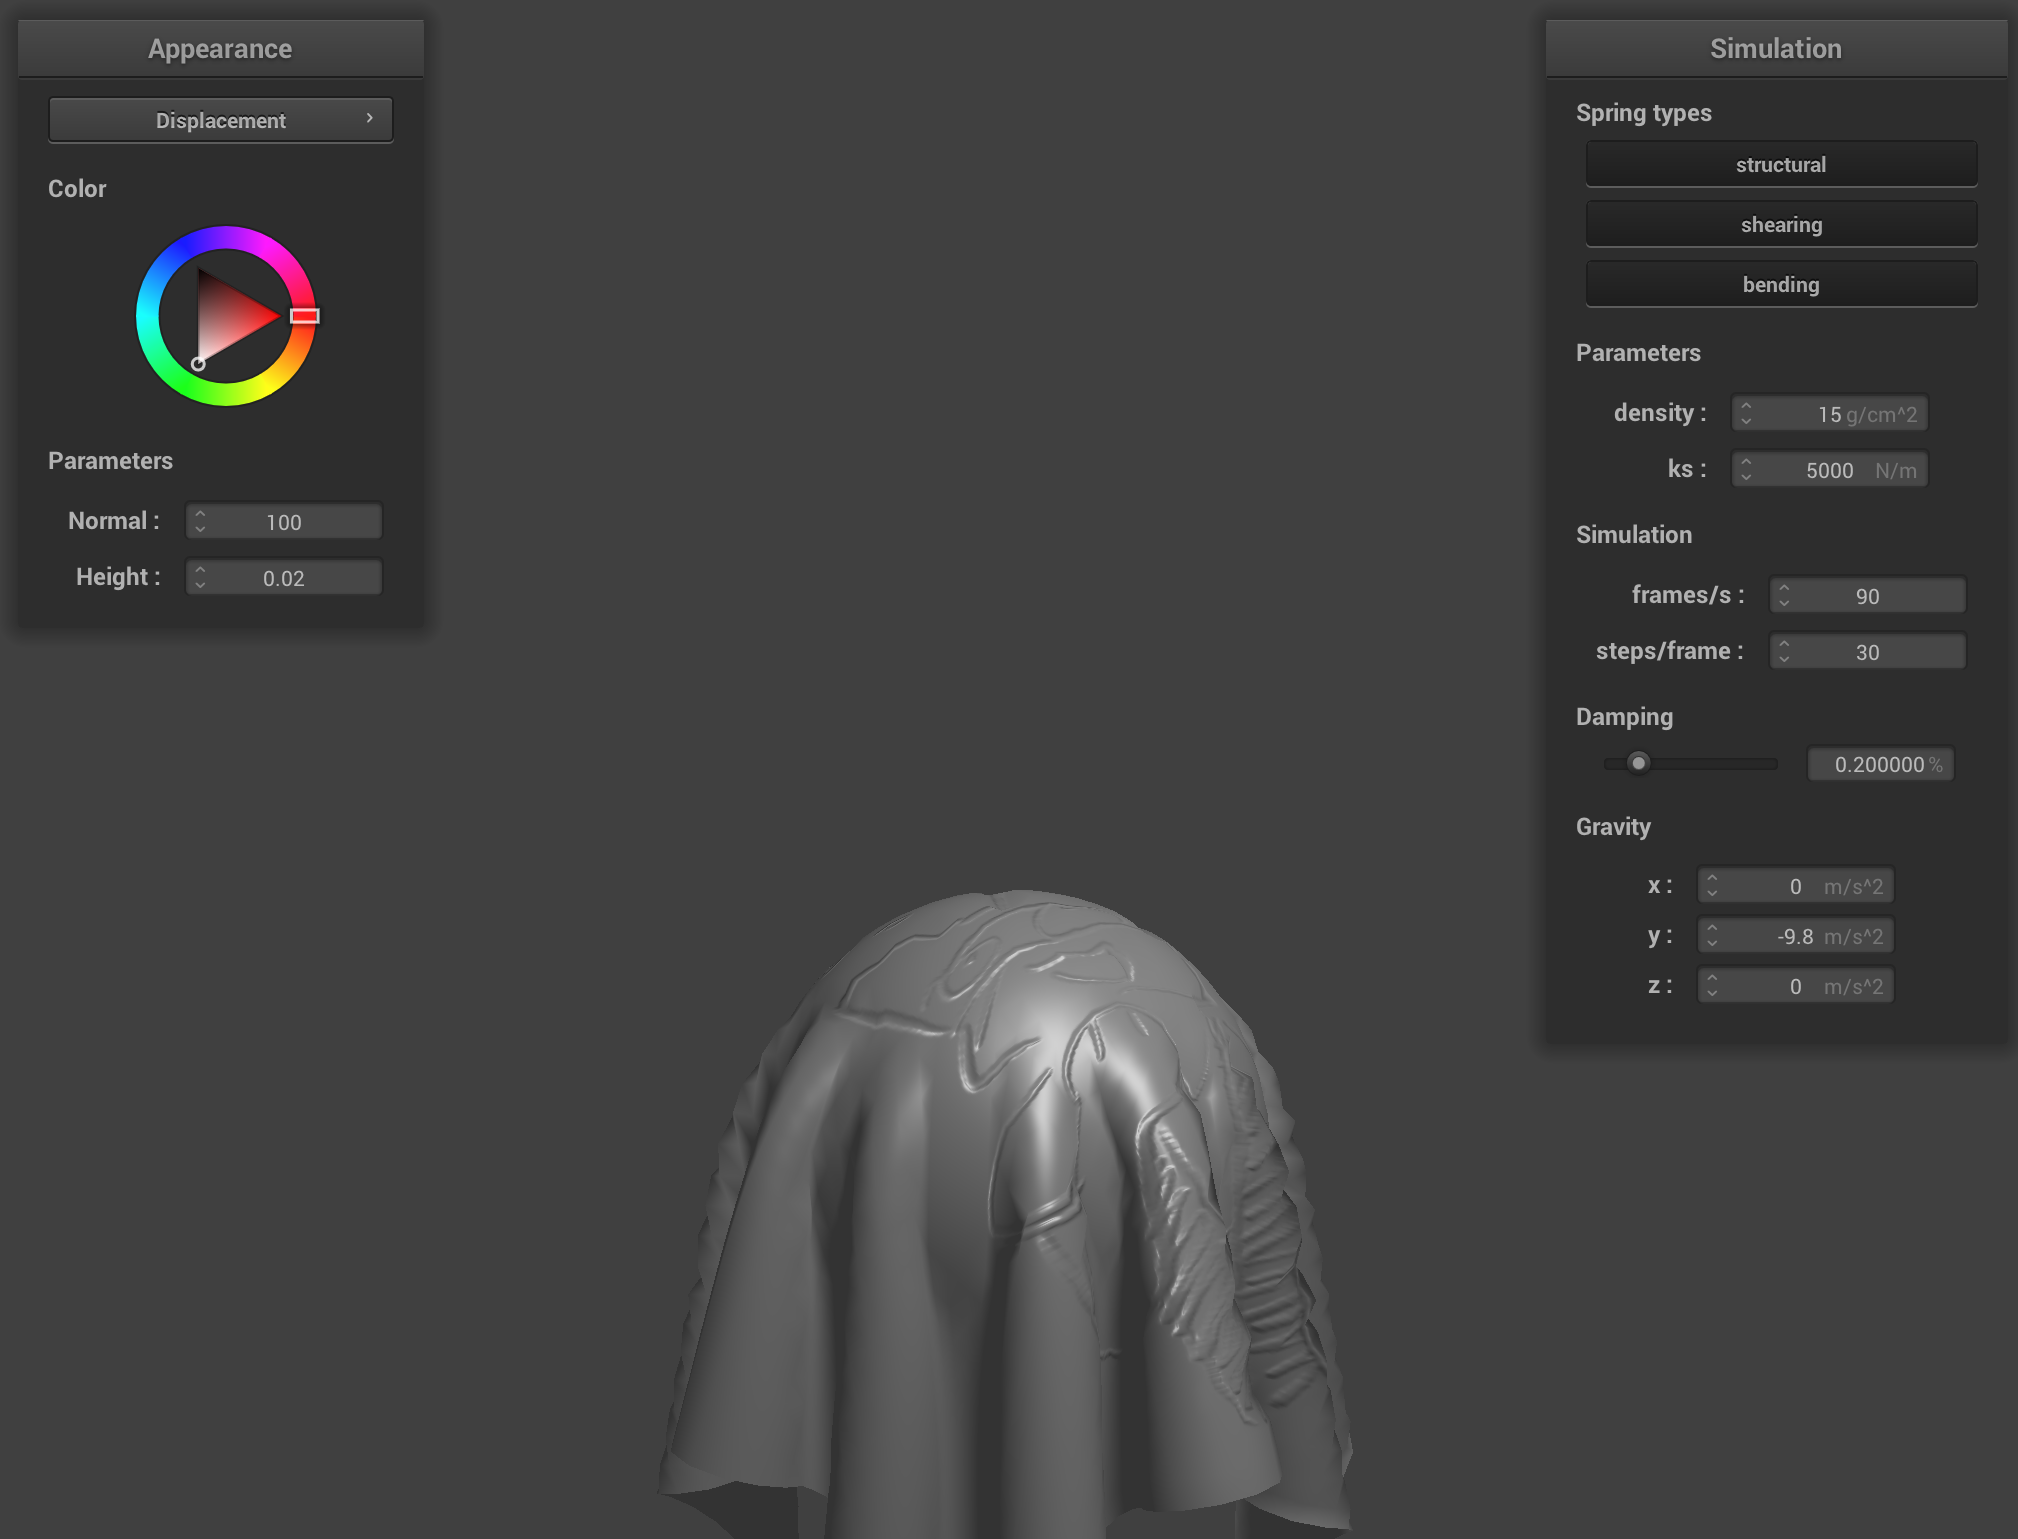 Appearance
Displacement
Color
Parameters
Normal : 100
Height : 0.02
Simulation
Spring types
structural
shearing
bending
Parameters
density : 15 g/cm^2
ks : 5000 N/m
Simulation
frames/s : 90
steps/frame : 30
Damping
0.200000 %
Gravity
x : 0 m/s^2
y : -9.8 m/s^2
z : 0 m/s^2